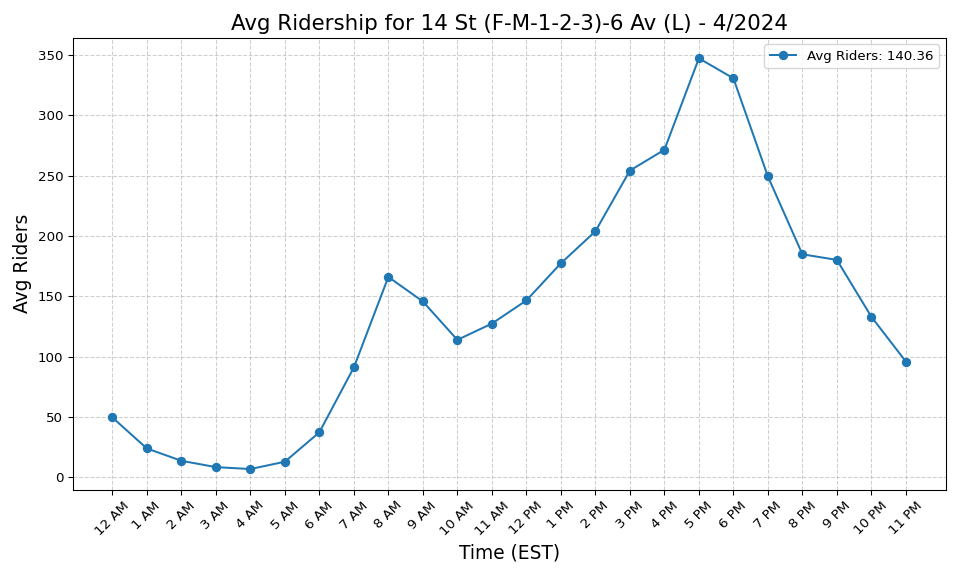 Avg Ridership for 14 St (F-M-1-2-3)-6 Av (L) - 4/2024
Avg Riders: 140.36
Avg Riders
350
300
250
200
150
100
50
0
12 AM
1 AM
2 AM
3 AM
4 AM
5 AM
6 AM
7 AM
8 AM
9 AM
10 AM
11 AM
12 PM
1 PM
2 PM
3 PM
4 PM
5 PM
6 PM
7 PM
8 PM
9 PM
10 PM
11 PM
Time (EST)